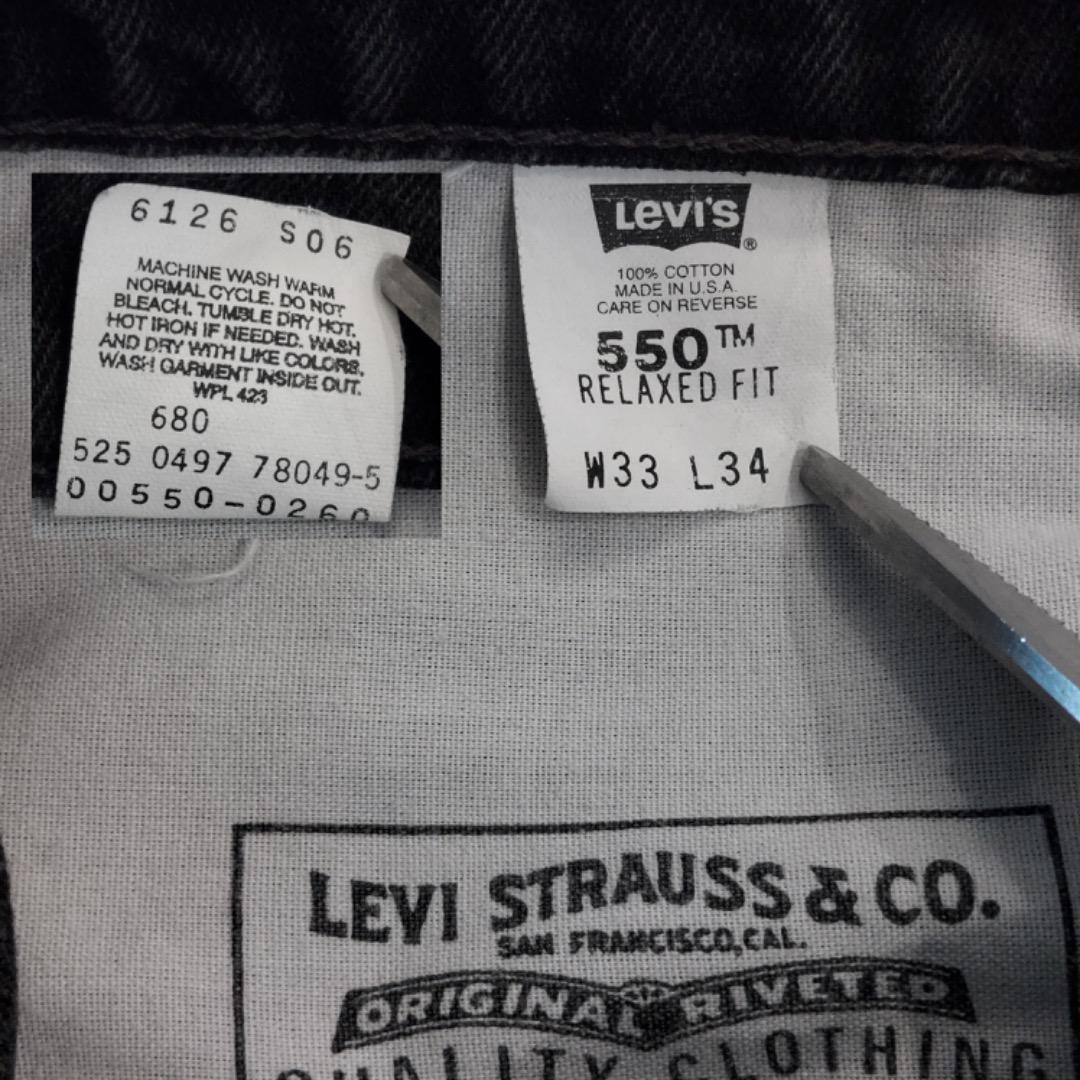 6126 S06
MACHINE WASH WARM
NORMAL CYCLE. DO NOT
BLEACH. TUMBLE DRY HOT.
HOT IRON IF NEEDED. WASH
AND DRY WITH LIKE COLORS.
WASH GARMENT INSIDE OUT.
WPL 423
680
525 0497 78049-5
00550-0260
LEVI'S®
100% COTTON
MADE IN U.S.A.
CARE ON REVERSE
550™
RELAXED FIT
W33 L34
LEVI STRAUSS & CO.
SAN FRANCISCO, CAL.
ORIGINAL RIVETED
QUALITY CLOTHING